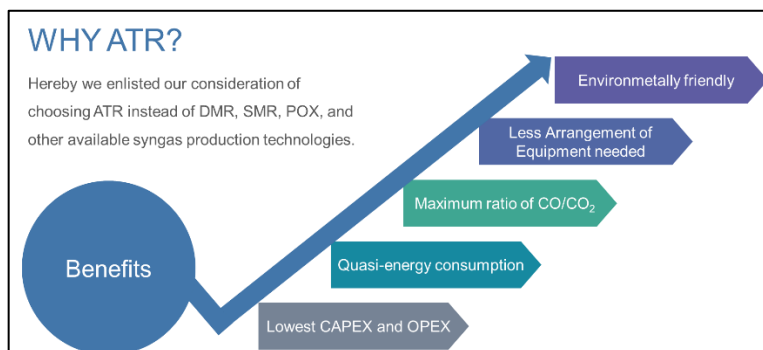 WHY ATR?
Hereby we enlisted our consideration of
choosing ATR instead of DMR, SMR, POX, and
other available syngas production technologies.
Environmetally friendly
Less Arrangement of
Equipment needed
Maximum ratio of CO/CO₂
Quasi-energy consumption
Lowest CAPEX and OPEX
Benefits